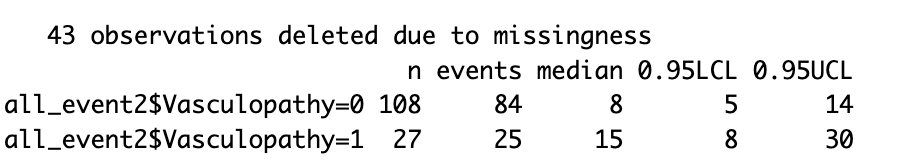 43 observations deleted due to missingness
n events median 0.95LCL 0.95UCL
all_event2$Vasculopathy=0 108 84 8 5 14
all_event2$Vasculopathy=1 27 25 15 8 30